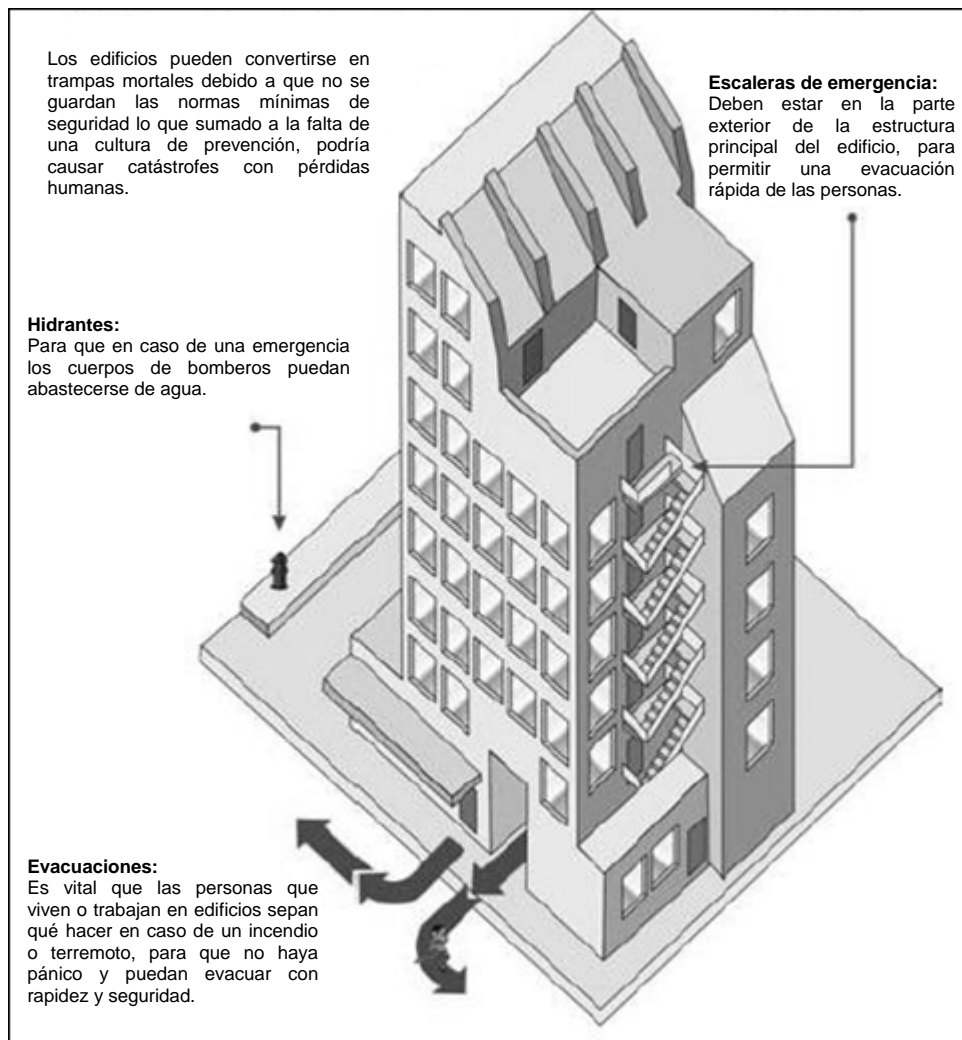 Los edificios pueden convertirse en
trampas mortales debido a que no se
guardan las normas mínimas de
seguridad lo que sumado a la falta de
una cultura de prevención, podría
causar catástrofes con pérdidas
humanas.
Escaleras de emergencia:
Deben estar en la parte
exterior de la estructura
principal del edificio, para
permitir una evacuación
rápida de las personas.
Hidrantes:
Para que en caso de una emergencia
los cuerpos de bomberos puedan
abastecerse de agua.
Evacuaciones:
Es vital que las personas que
viven o trabajan en edificios sepan
qué hacer en caso de un incendio
o terremoto, para que no haya
pánico y puedan evacuar con
rapidez y seguridad.